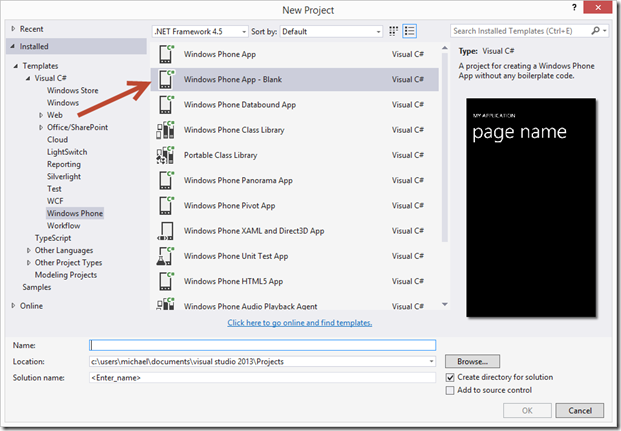 New Project
Recent
Installed
.NET Framework 4.5
Sort by:
Default
Search Installed Templates (Ctrl+E)
Templates
Visual C#
Windows Store
Windows
Web
Office/SharePoint
Cloud
LightSwitch
Reporting
Silverlight
Test
WCF
Windows Phone
Workflow
TypeScript
Other Languages
Other Project Types
Modeling Projects
Samples
Online
Windows Phone App Visual C#
Windows Phone App - Blank Visual C#
Windows Phone Databound App Visual C#
Windows Phone Class Library Visual C#
Portable Class Library Visual C#
Windows Phone Panorama App Visual C#
Windows Phone Pivot App Visual C#
Windows Phone XAML and Direct3D App Visual C#
Windows Phone Unit Test App Visual C#
Windows Phone HTML5 App Visual C#
Windows Phone Audio Playback Agent Visual C#
Click here to go online and find templates.
Type: Visual C#
A project for creating a Windows Phone
App without any boilerplate code.
MY APPLICATION
page name
Name:
Location:
c:\users\michael\documents\visual studio 2013\Projects
Browse...
Solution name:
<Enter_name>
Create directory for solution
Add to source control
OK
Cancel